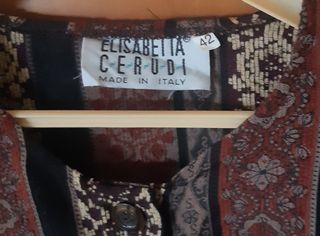 ELISABETTA
CERUDI
MADE IN ITALY
42